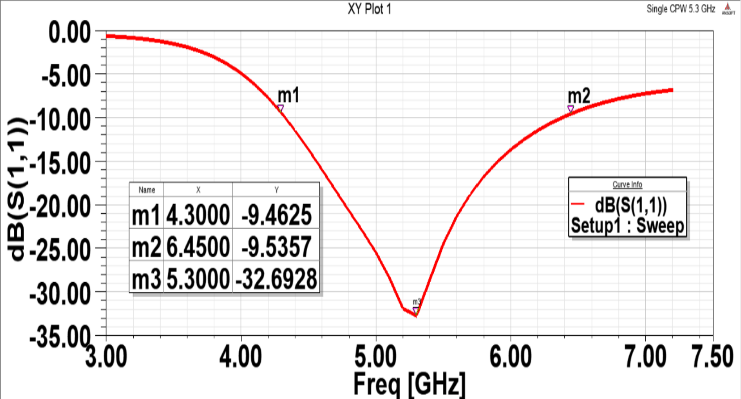 XY Plot 1
Single CPW 5.3 GHz
ANSOFT
0.00
-5.00
-10.00
-15.00
-20.00
-25.00
-30.00
-35.00
dB(S(1,1))
m1
m2
m3
Name X Y
m1 4.3000 -9.4625
m2 6.4500 -9.5357
m3 5.3000 -32.6928
Curve Info
dB(S(1,1))
Setup1 : Sweep
3.00 4.00 5.00 6.00 7.00 7.50
Freq [GHz]